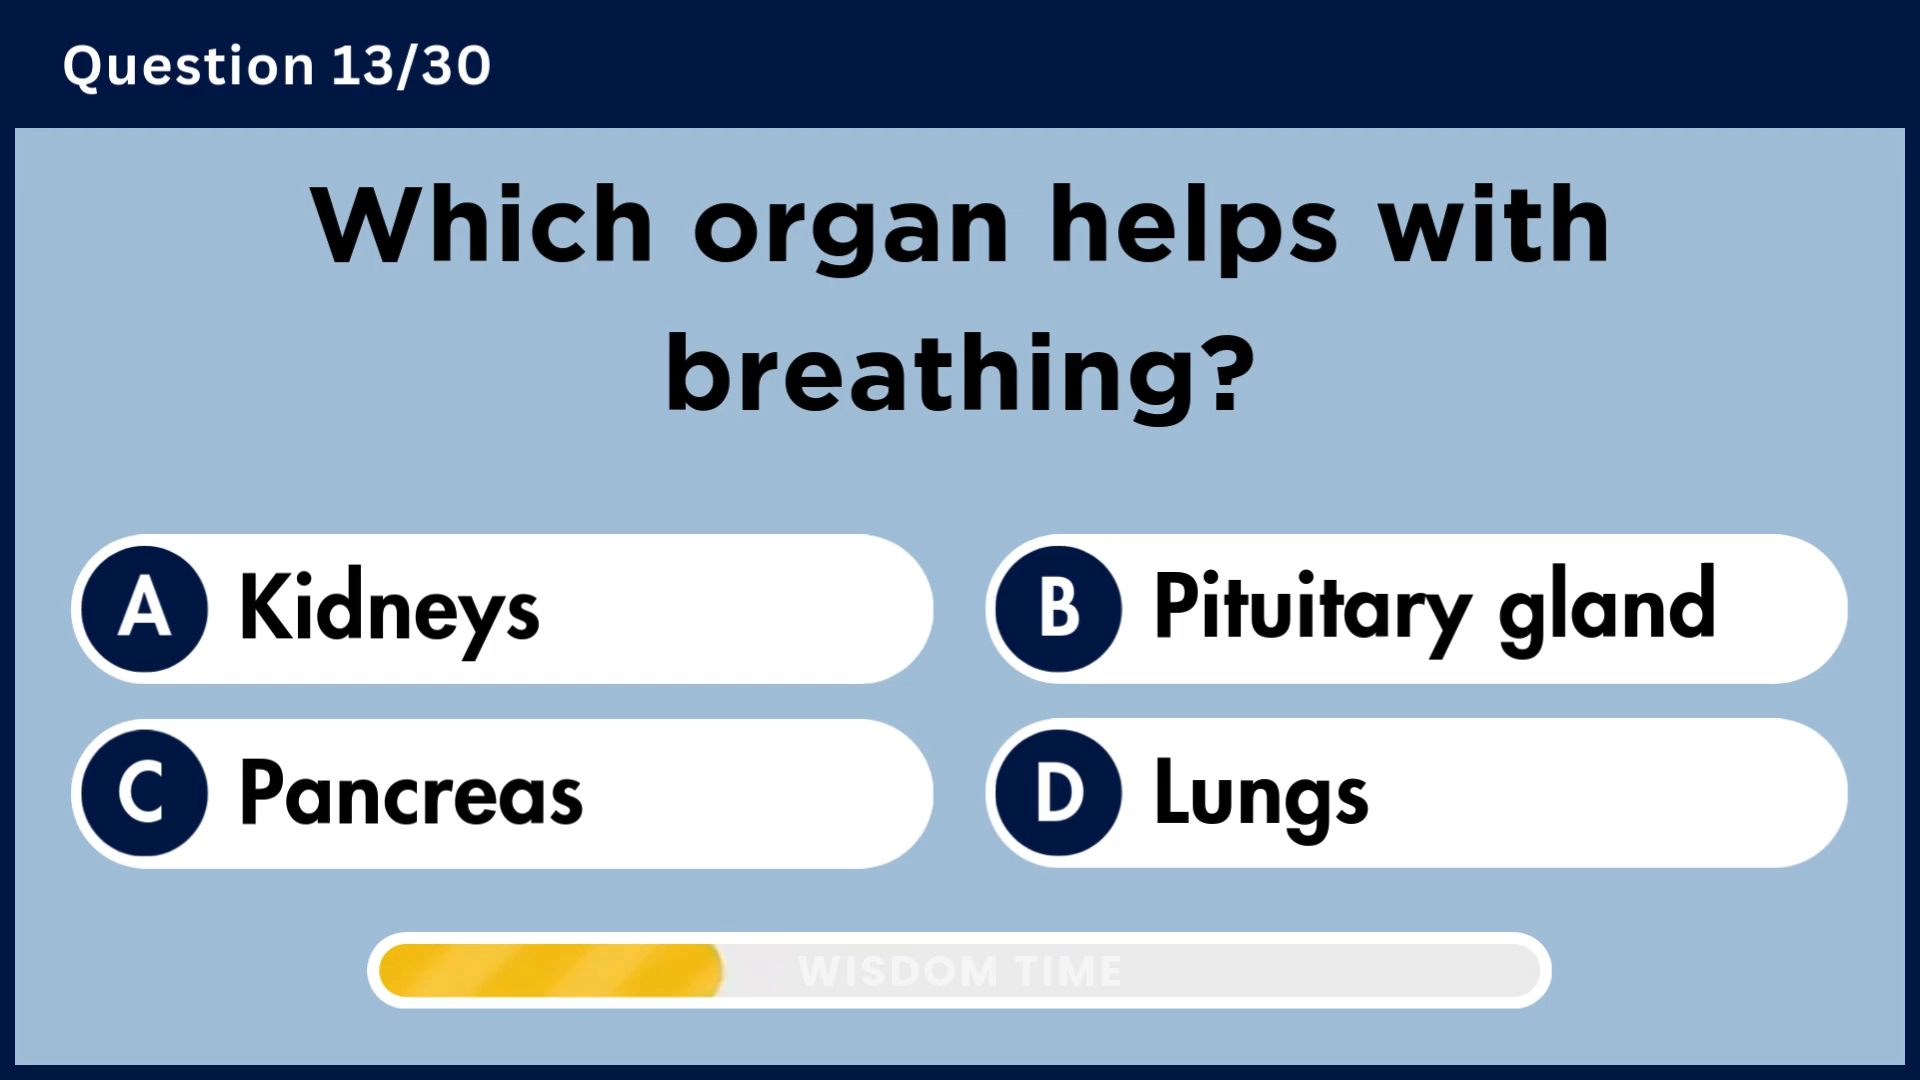 Question 13/30
Which organ helps with
breathing?
A Kidneys
B Pituitary gland
C Pancreas
D Lungs
WISDOM TIME